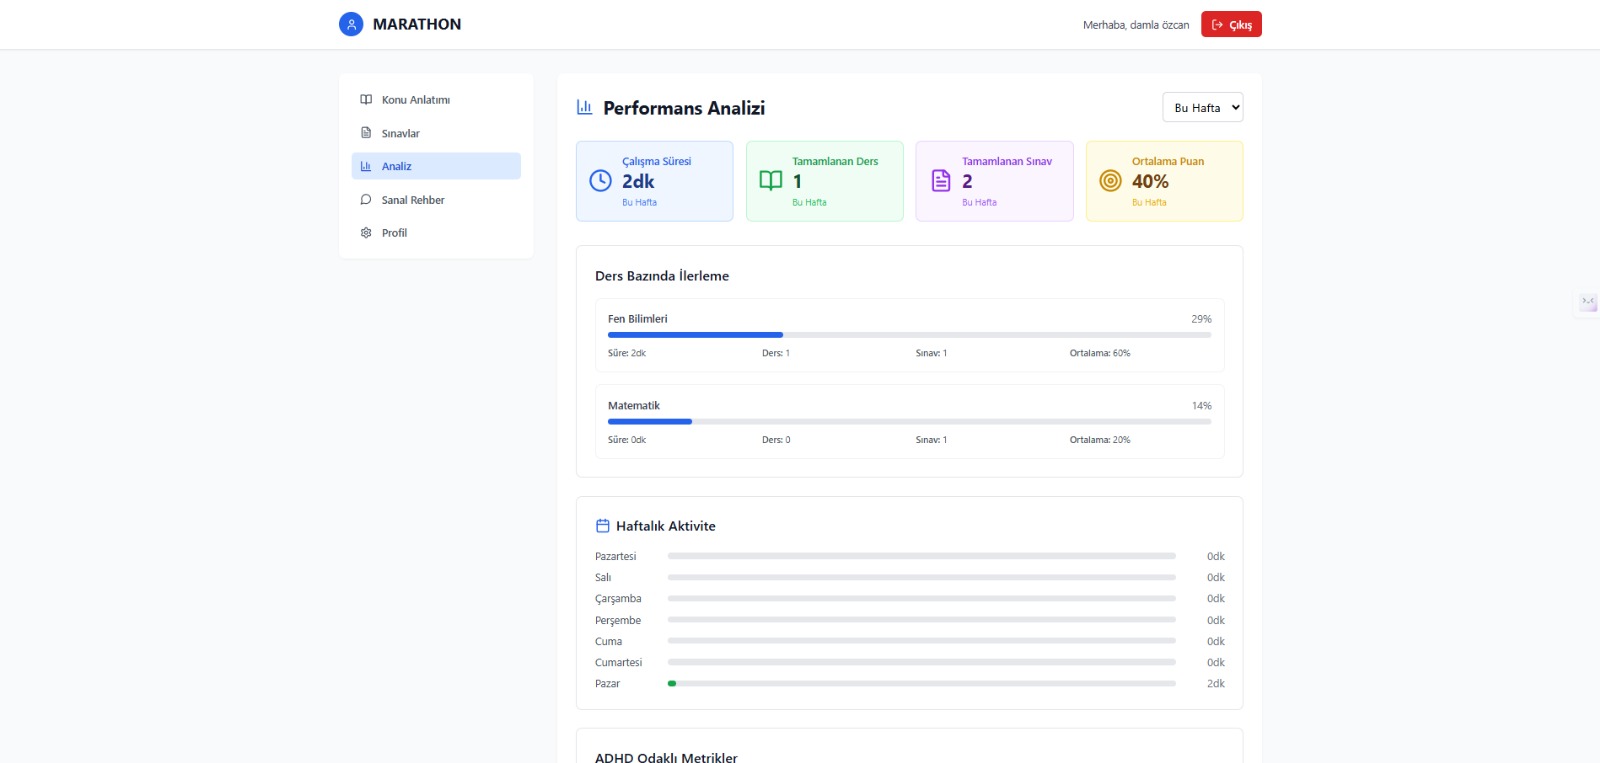 MARATHON
Merhaba, damla özcan
Çıkış
Konu Anlatımı
Sınavlar
Analiz
Sanal Rehber
Profil
Performans Analizi
Bu Hafta
Çalışma Süresi
2dk
Bu Hafta
Tamamlanan Ders
1
Bu Hafta
Tamamlanan Sınav
2
Bu Hafta
Ortalama Puan
40%
Bu Hafta
Ders Bazında İlerleme
Fen Bilimleri 29%
Süre: 2dk Ders: 1 Sınav: 1 Ortalama: 60%
Matematik 14%
Süre: 0dk Ders: 0 Sınav: 1 Ortalama: 20%
Haftalık Aktivite
Pazartesi 0dk
Salı 0dk
Çarşamba 0dk
Perşembe 0dk
Cuma 0dk
Cumartesi 0dk
Pazar 2dk
ADHD Odaklı Metrikler